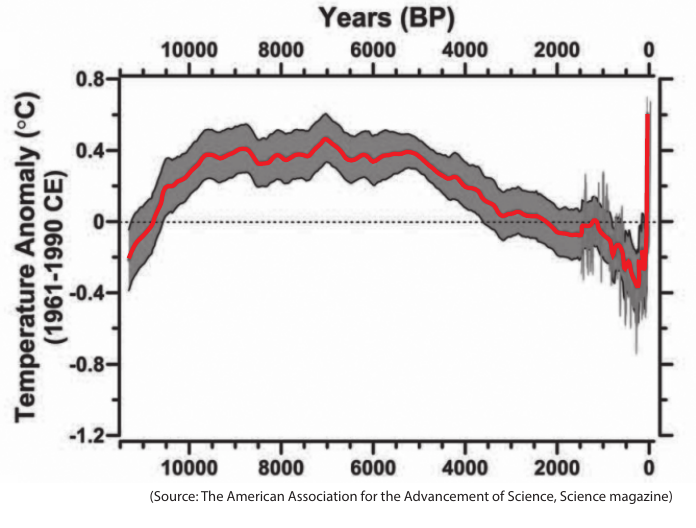 Years (BP)
10000 8000 6000 4000 2000 0
Temperature Anomaly (°C)
(1961-1990 CE)
0.8
0.4
0
-0.4
-0.8
-1.2
10000 8000 6000 4000 2000 0
(Source: The American Association for the Advancement of Science, Science magazine)